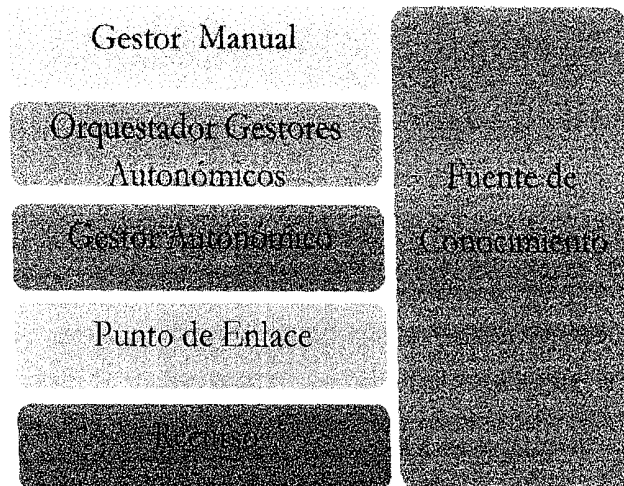 Gestor Manual
Orquestador Gestores
Autonómicos
Gestor Autonómico
Punto de Enlace
Recurso
Fuente de
Conocimiento